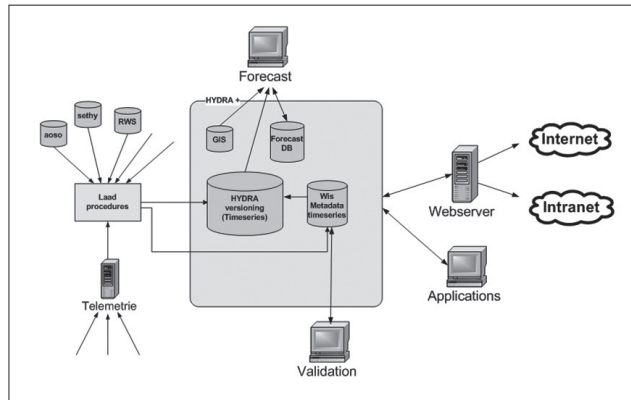 Forecast
HYDRA +
aoso
sethy
RWS
GIS
Forecast
DB
Laad
procedures
HYDRA
versioning
(Timeseries)
Wis
Metadata
timeseries
Telemetrie
Webserver
Internet
Intranet
Applications
Validation